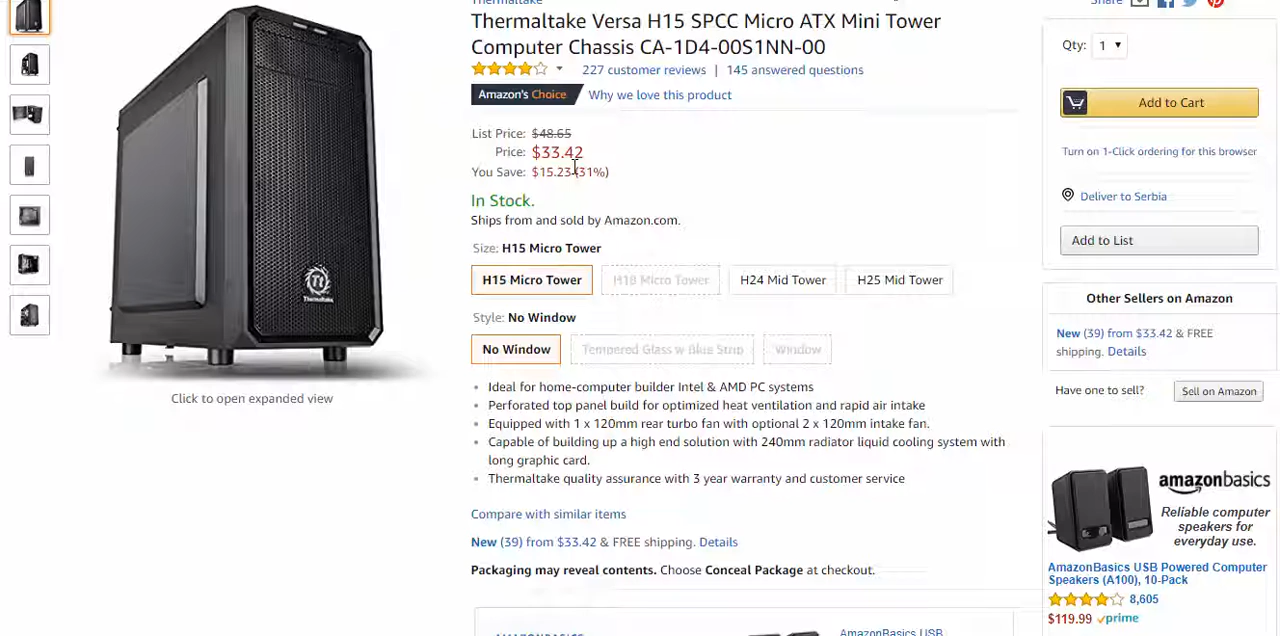 Share
Thermaltake
Thermaltake Versa H15 SPCC Micro ATX Mini Tower
Computer Chassis CA-1D4-00S1NN-00
227 customer reviews | 145 answered questions
Amazon's Choice Why we love this product
List Price: $48.65
Price: $33.42
You Save: $15.23 (31%)
In Stock.
Ships from and sold by Amazon.com.
Size: H15 Micro Tower
H15 Micro Tower H18 Micro Tower H24 Mid Tower H25 Mid Tower
Style: No Window
No Window Tempered Glass w Blue Strip Window
• Ideal for home-computer builder Intel & AMD PC systems
• Perforated top panel build for optimized heat ventilation and rapid air intake
• Equipped with 1 x 120mm rear turbo fan with optional 2 x 120mm intake fan.
• Capable of building up a high end solution with 240mm radiator liquid cooling system with
long graphic card.
• Thermaltake quality assurance with 3 year warranty and customer service
Compare with similar items
New (39) from $33.42 & FREE shipping. Details
Packaging may reveal contents. Choose Conceal Package at checkout.
AMAZONBASICS
AmazonBasics USB
Tt
Thermaltake
Click to open expanded view
Qty: 1
Add to Cart
Turn on 1-Click ordering for this browser
Deliver to Serbia
Add to List
Other Sellers on Amazon
New (39) from $33.42 & FREE
shipping. Details
Have one to sell? Sell on Amazon
amazonbasics
Reliable computer
speakers for
everyday use.
AmazonBasics USB Powered Computer
Speakers (A100), 10-Pack
8,605
$119.99 prime